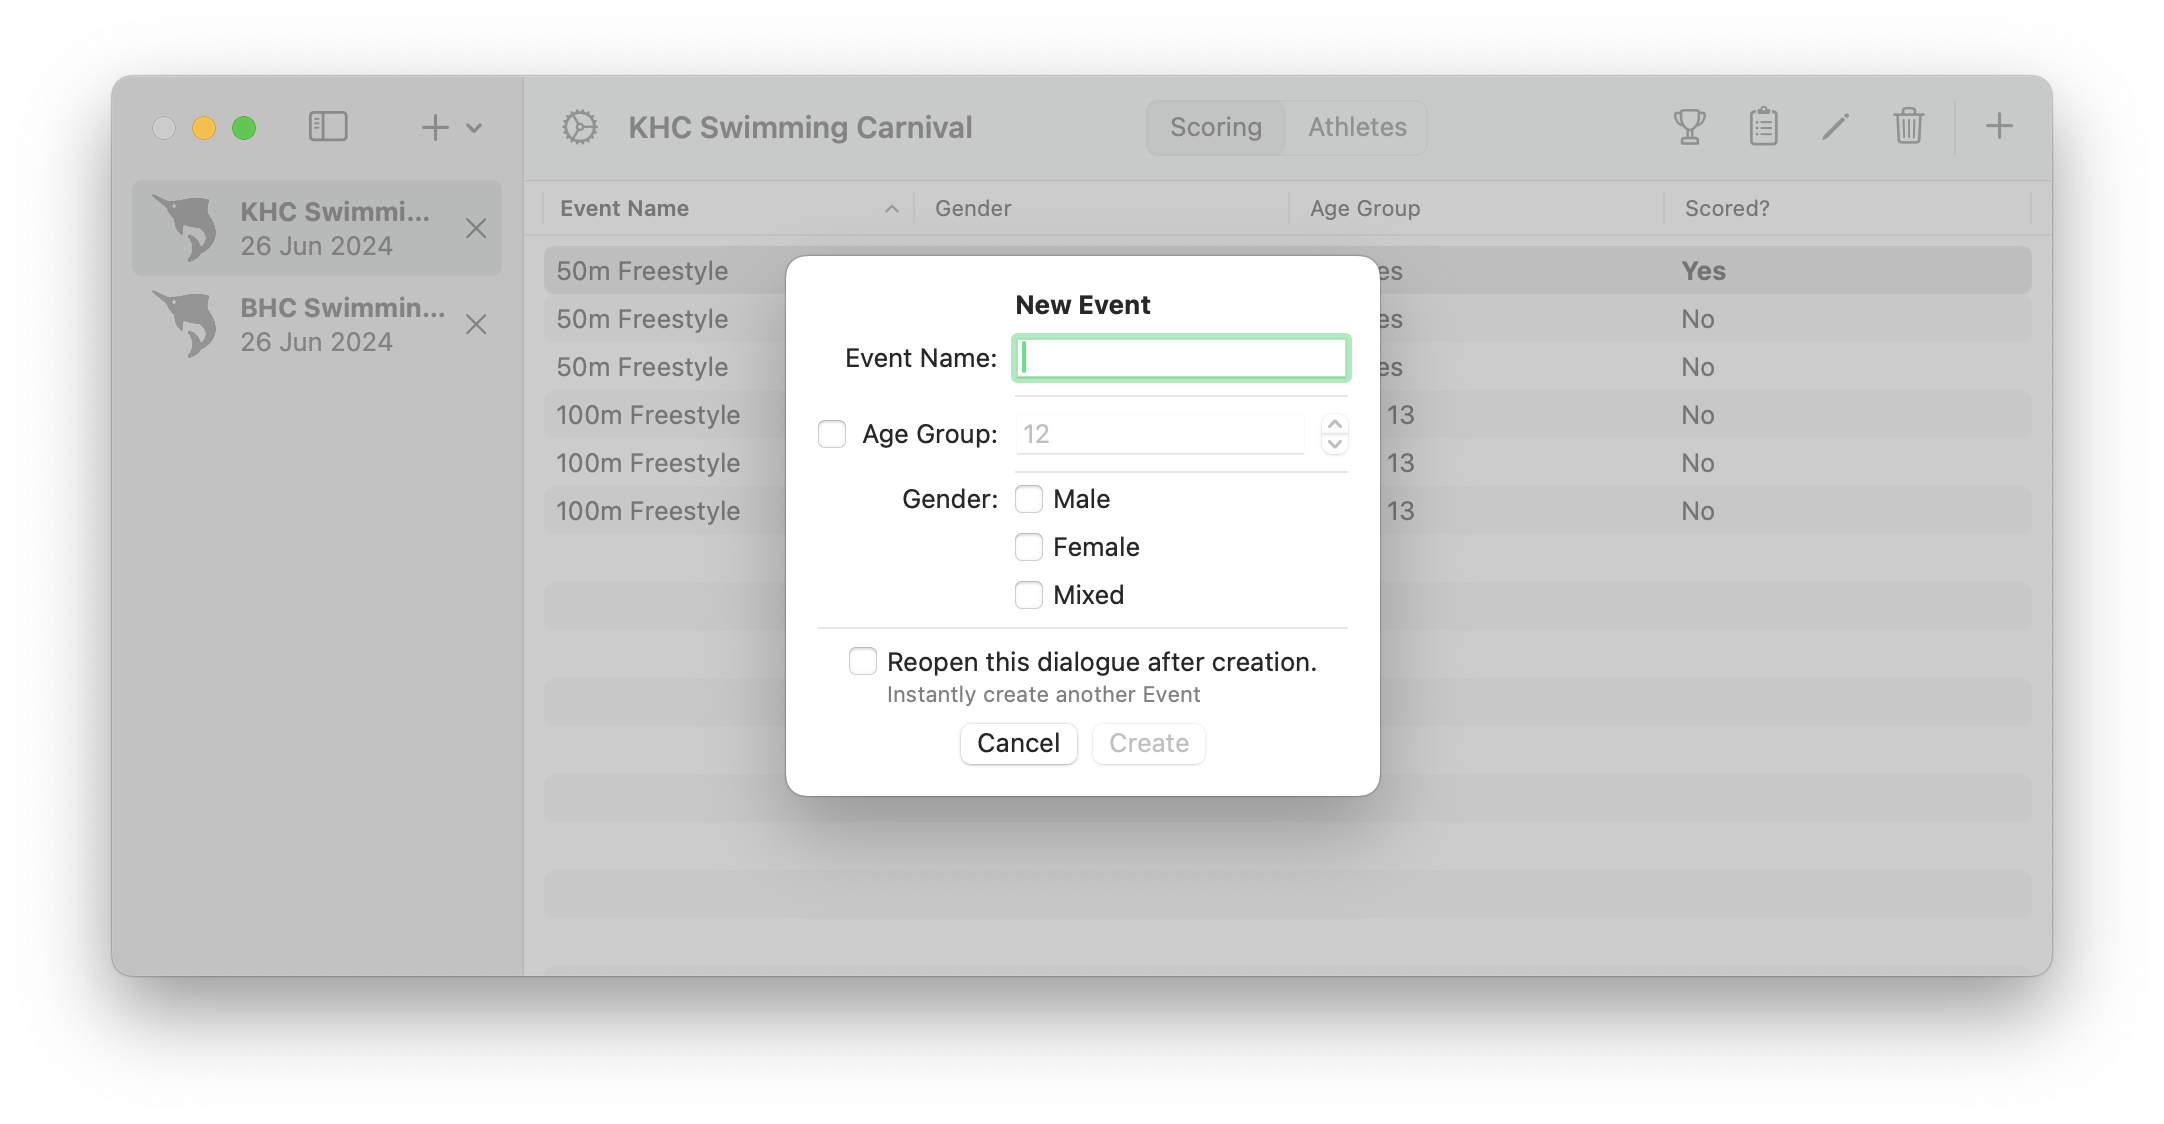 KHC Swimming Carnival
Scoring
Athletes
KHC Swimmi...
26 Jun 2024
BHC Swimmin...
26 Jun 2024
Event Name
Gender
Age Group
Scored?
50m Freestyle
es
Yes
50m Freestyle
es
No
50m Freestyle
es
No
100m Freestyle
13
No
100m Freestyle
13
No
100m Freestyle
13
No
New Event
Event Name:
Age Group:
12
Gender:
Male
Female
Mixed
Reopen this dialogue after creation.
Instantly create another Event
Cancel
Create